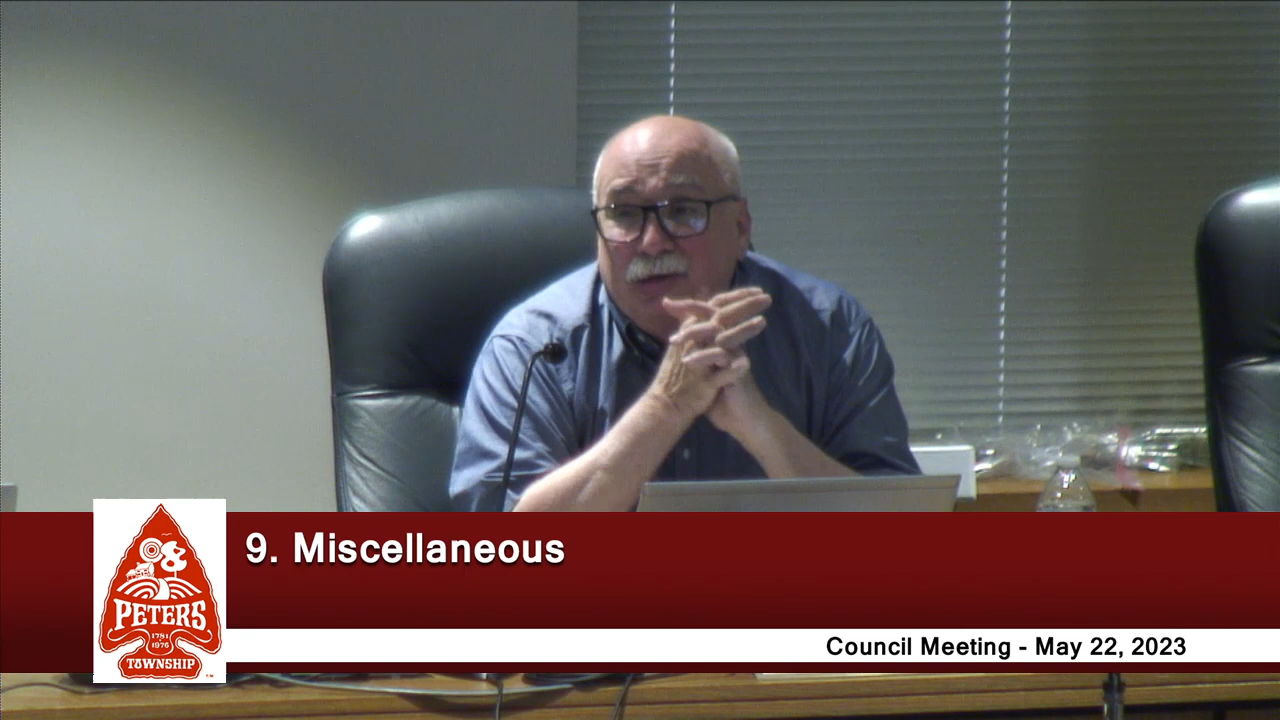 9. Miscellaneous
Council Meeting - May 22, 2023
PETERS
1781
1976
TOWNSHIP